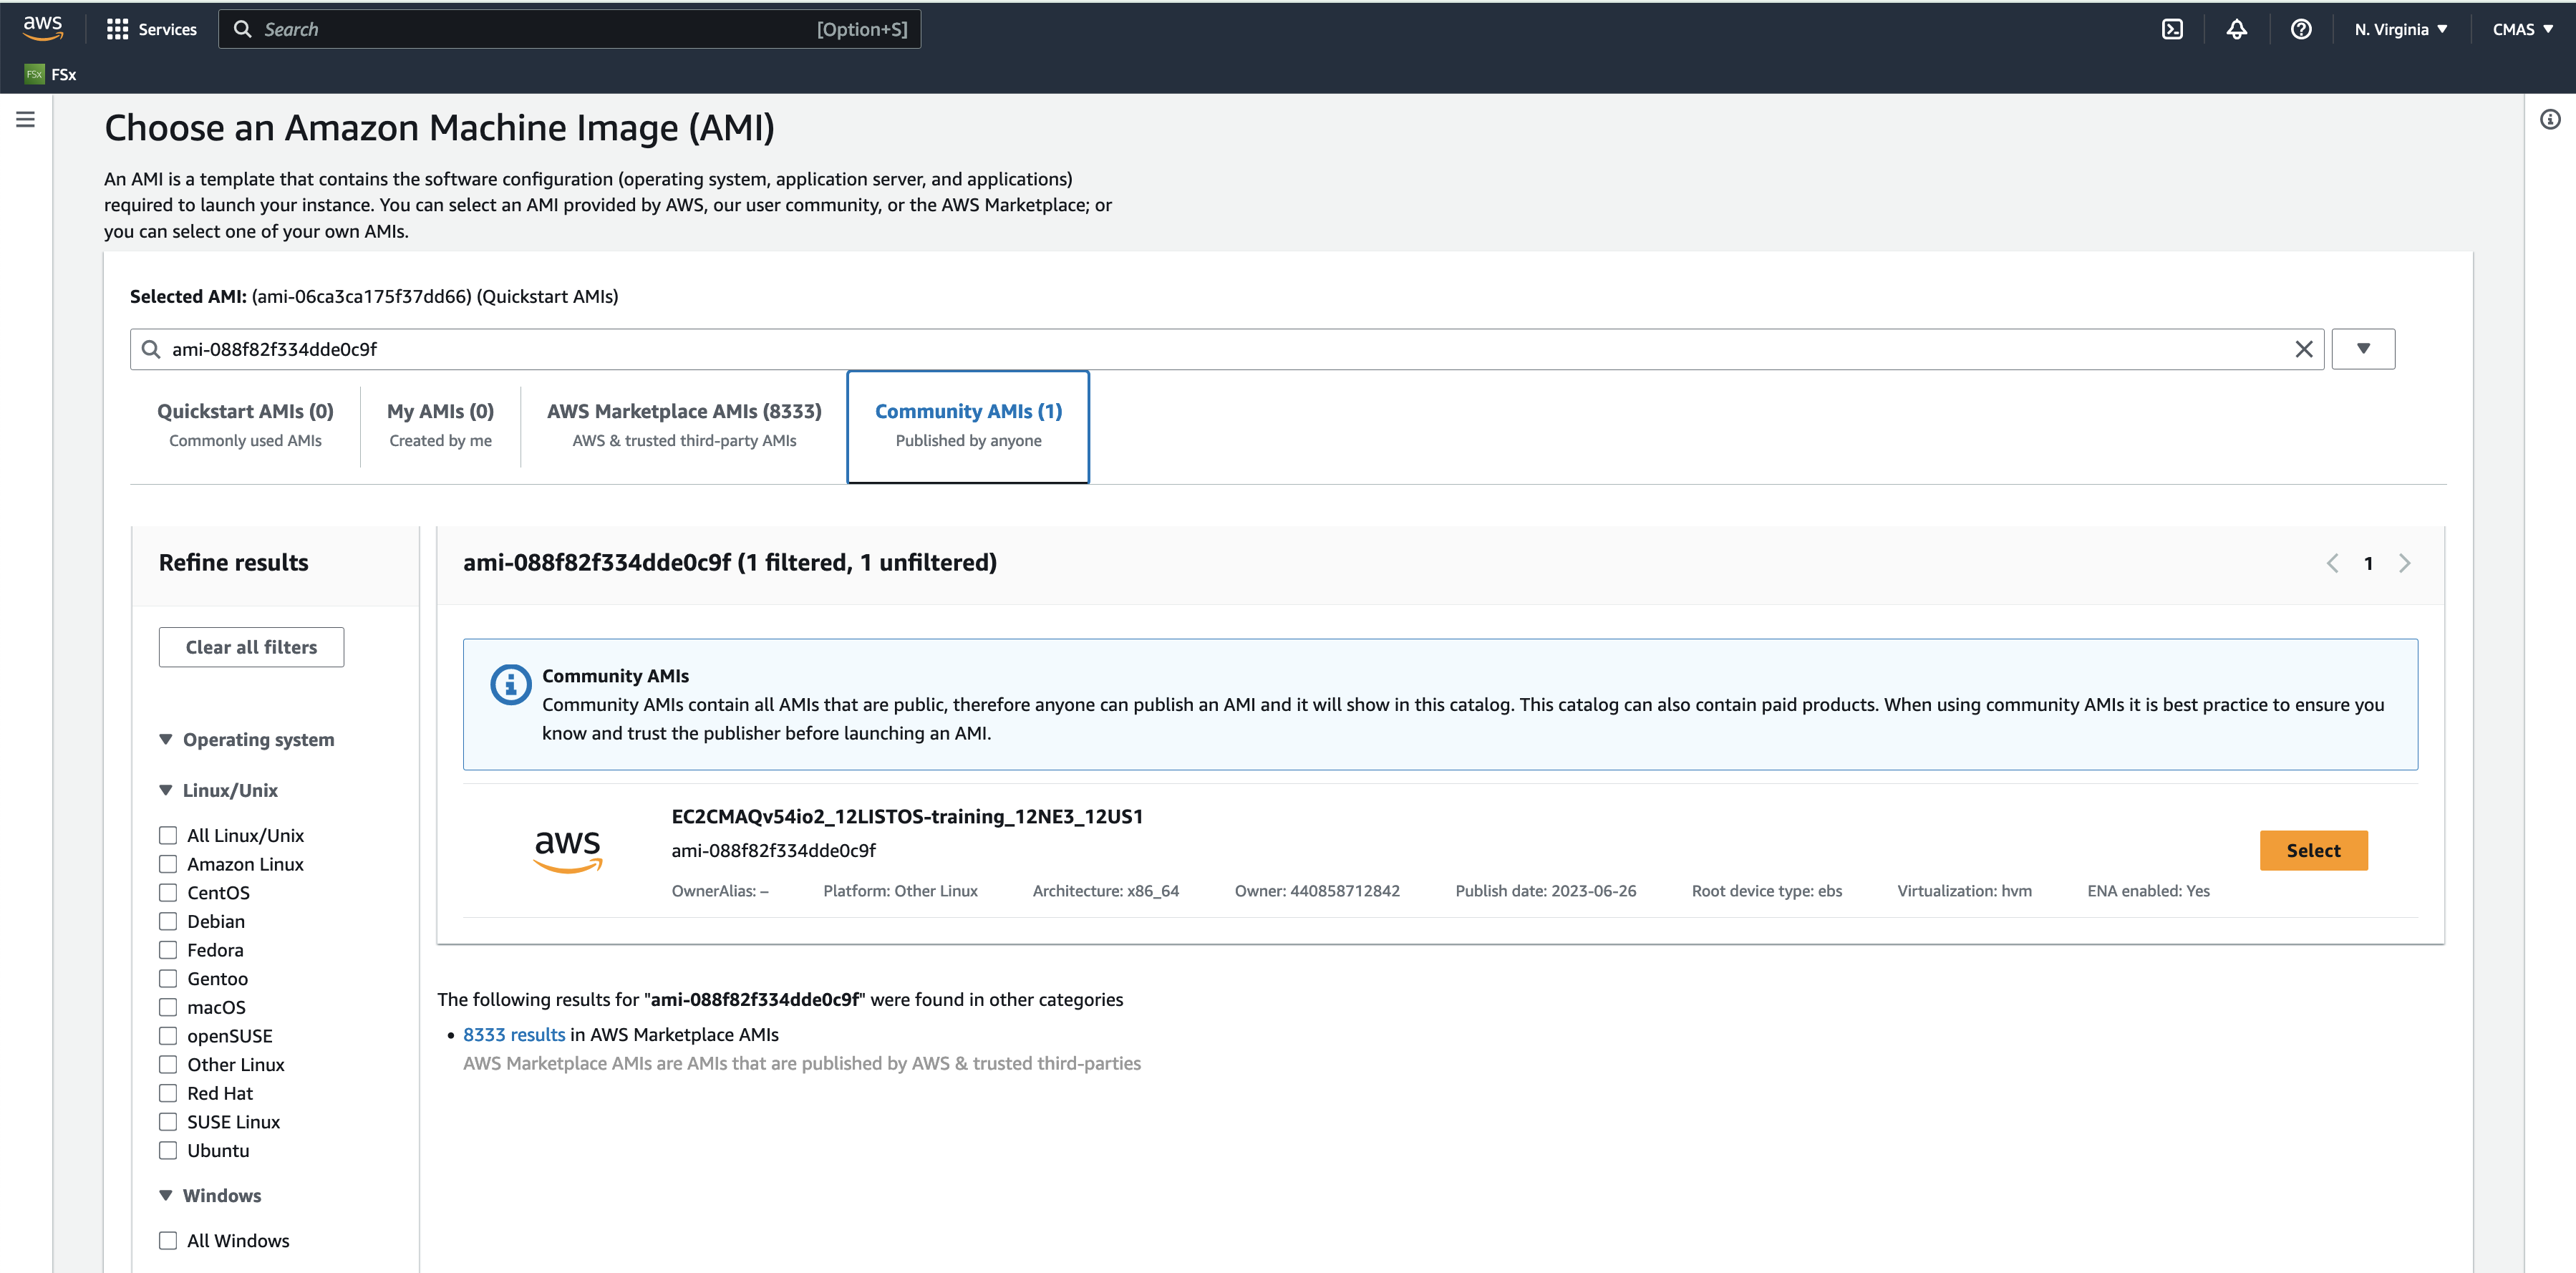 aws
Services
Search
[Option+S]
N. Virginia
CMAS
FSx
FSx
Choose an Amazon Machine Image (AMI)
An AMI is a template that contains the software configuration (operating system, application server, and applications)
required to launch your instance. You can select an AMI provided by AWS, our user community, or the AWS Marketplace; or
you can select one of your own AMIs.
Selected AMI: (ami-06ca3ca175f37dd66) (Quickstart AMIs)
ami-088f82f334dde0c9f
Quickstart AMIs (0)
Commonly used AMIs
My AMIs (0)
Created by me
AWS Marketplace AMIs (8333)
AWS & trusted third-party AMIs
Community AMIs (1)
Published by anyone
Refine results
Clear all filters
Operating system
Linux/Unix
All Linux/Unix
Amazon Linux
CentOS
Debian
Fedora
Gentoo
macOS
openSUSE
Other Linux
Red Hat
SUSE Linux
Ubuntu
Windows
All Windows
ami-088f82f334dde0c9f (1 filtered, 1 unfiltered)
1
Community AMIs
Community AMIs contain all AMIs that are public, therefore anyone can publish an AMI and it will show in this catalog. This catalog can also contain paid products. When using community AMIs it is best practice to ensure you
know and trust the publisher before launching an AMI.
aws
EC2CMAQv54io2_12LISTOS-training_12NE3_12US1
ami-088f82f334dde0c9f
OwnerAlias: – Platform: Other Linux Architecture: x86_64 Owner: 440858712842 Publish date: 2023-06-26 Root device type: ebs Virtualization: hvm ENA enabled: Yes
Select
The following results for "ami-088f82f334dde0c9f" were found in other categories
• 8333 results in AWS Marketplace AMIs
AWS Marketplace AMIs are AMIs that are published by AWS & trusted third-parties